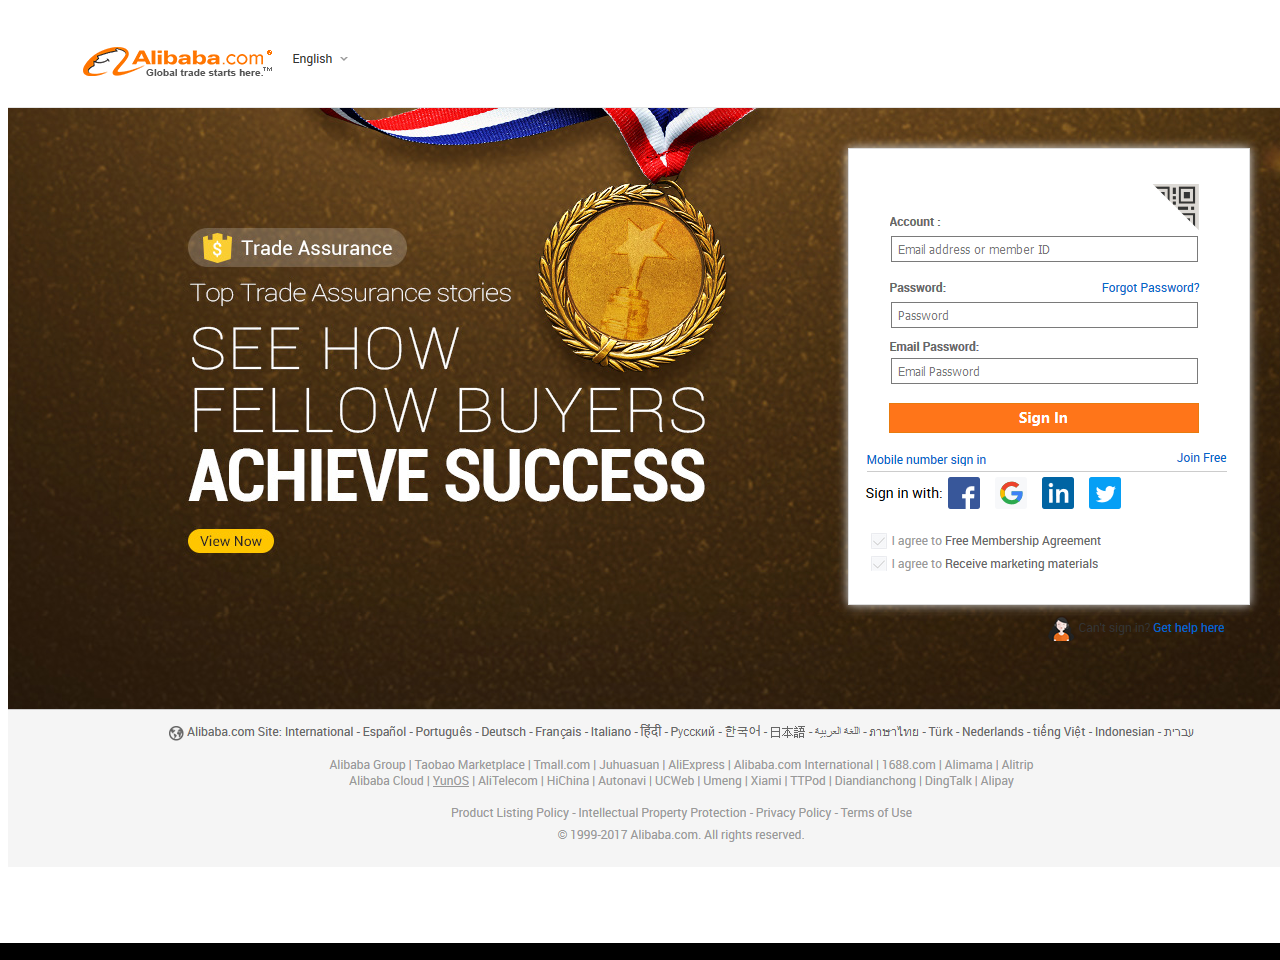 Alibaba.com®
Global trade starts here.™
English
Trade Assurance
Top Trade Assurance stories
SEE HOW
FELLOW BUYERS
ACHIEVE SUCCESS
View Now
Account :
Email address or member ID
Password:
Forgot Password?
Password
Email Password:
Email Password
Sign In
Mobile number sign in
Join Free
Sign in with:
I agree to Free Membership Agreement
I agree to Receive marketing materials
Can't sign in? Get help here
Alibaba.com Site: International - Español - Português - Deutsch - Français - Italiano - हिंदी - Русский - 한국어 - 日本語 - اللغة العربية - ภาษาไทย - Türk - Nederlands - tiếng Việt - Indonesian - עברית
Alibaba Group | Taobao Marketplace | Tmall.com | Juhuasuan | AliExpress | Alibaba.com International | 1688.com | Alimama | Alitrip
Alibaba Cloud | YunOS | AliTelecom | HiChina | Autonavi | UCWeb | Umeng | Xiami | TTPod | Diandianchong | DingTalk | Alipay
Product Listing Policy - Intellectual Property Protection - Privacy Policy - Terms of Use
© 1999-2017 Alibaba.com. All rights reserved.